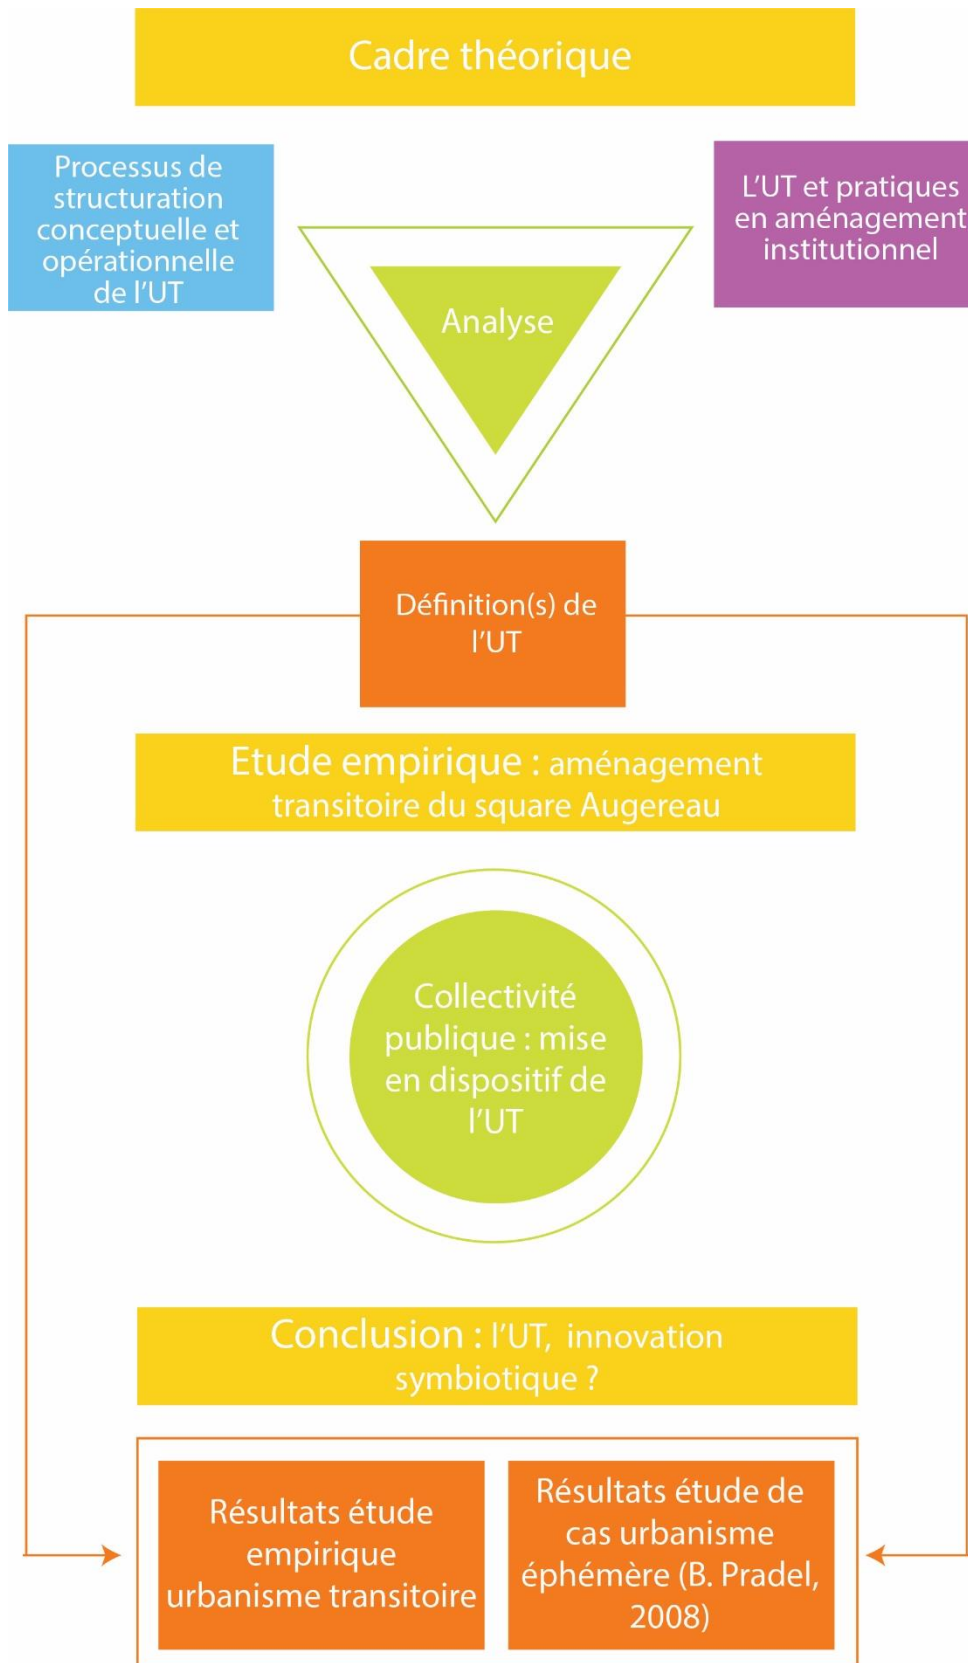 Cadre théorique
Processus de
structuration
conceptuelle et
opérationnelle
de l'UT
L'UT et pratiques
en aménagement
institutionnel
Analyse
Définition(s) de
l'UT
Etude empirique : aménagement
transitoire du square Augereau
Collectivité
publique : mise
en dispositif de
l'UT
Conclusion : l'UT, innovation
symbiotique ?
Résultats étude
empirique
urbanisme transitoire
Résultats étude de
cas urbanisme
éphémère (B. Pradel,
2008)